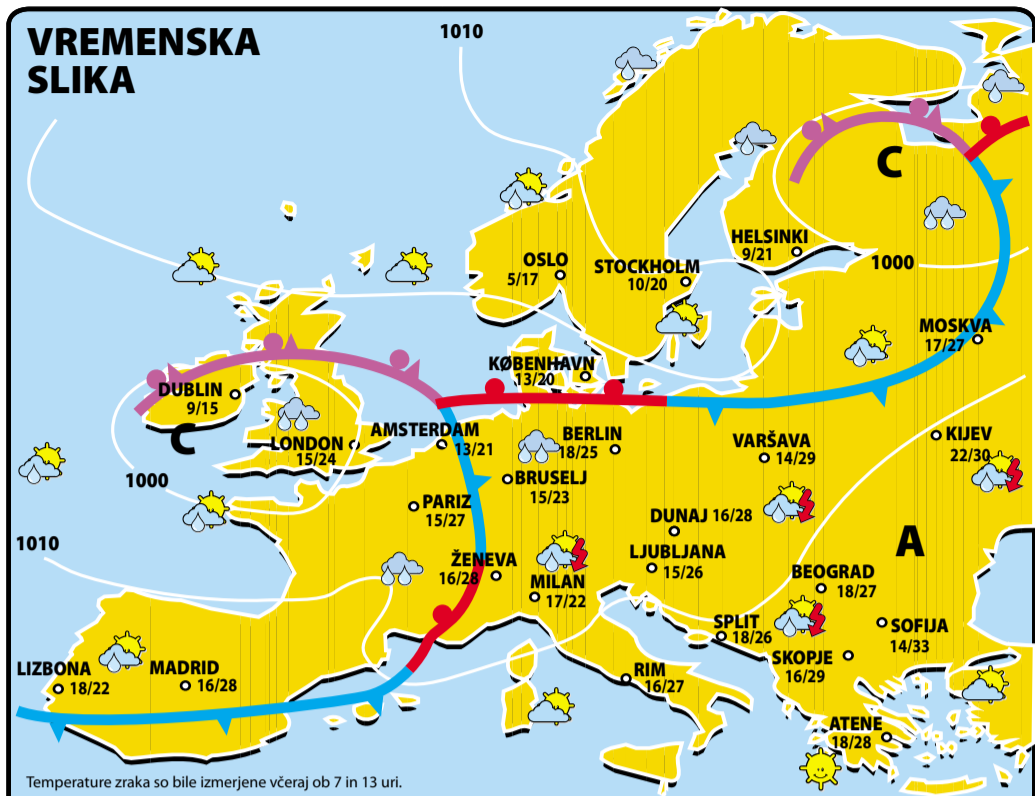 VREMENSKA
SLIKA
1010
C
HELSINKI
9/21
OSLO
5/17
STOCKHOLM
10/20
1000
MOSKVA
17/27
KØBENHAVN
13/20
DUBLIN
9/15
C
LONDON
15/24
AMSTERDAM
13/21
BERLIN
18/25
VARŠAVA
14/29
KIJEV
22/30
1000
BRUSELJ
15/23
PARIZ
15/27
DUNAJ 16/28
A
1010
ŽENEVA
16/28
LJUBLJANA
15/26
MILAN
17/22
BEOGRAD
18/27
SPLIT
18/26
SOFIJA
14/33
SKOPJE
16/29
LIZBONA
18/22
MADRID
16/28
RIM
16/27
ATENE
18/28
Temperature zraka so bile izmerjene včeraj ob 7 in 13 uri.